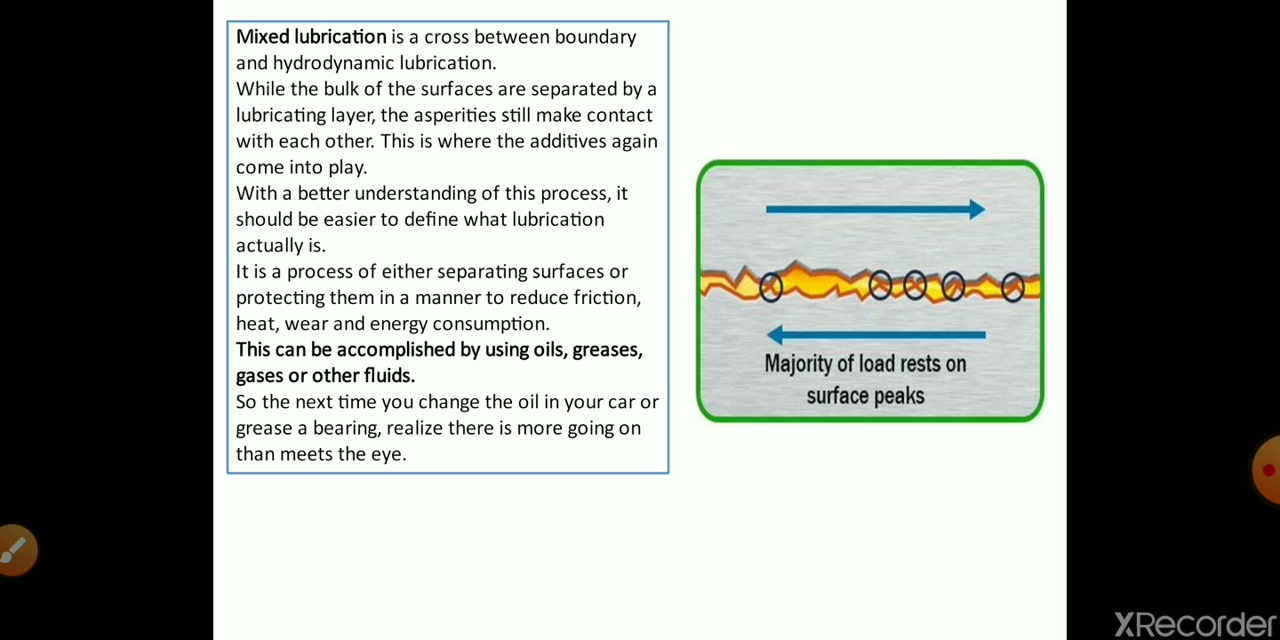 Mixed lubrication is a cross between boundary
and hydrodynamic lubrication.
While the bulk of the surfaces are separated by a
lubricating layer, the asperities still make contact
with each other. This is where the additives again
come into play.
With a better understanding of this process, it
should be easier to define what lubrication
actually is.
It is a process of either separating surfaces or
protecting them in a manner to reduce friction,
heat, wear and energy consumption.
This can be accomplished by using oils, greases,
gases or other fluids.
So the next time you change the oil in your car or
grease a bearing, realize there is more going on
than meets the eye.
Majority of load rests on
surface peaks
XRecorder